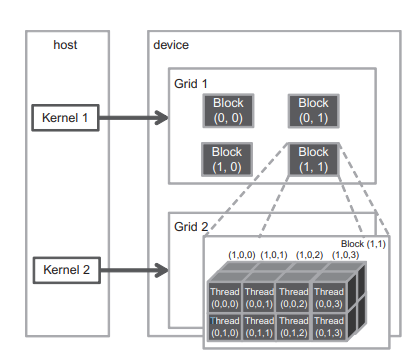 host
device
Grid 1
Kernel 1
Block
(0, 0)
Block
(0, 1)
Block
(1, 0)
Block
(1, 1)
Grid 2
Kernel 2
Block (1,1)
(1,0,0) (1,0,1) (1,0,2) (1,0,3)
Thread Thread Thread Thread
(0,0,0) (0,0,1) (0,0,2) (0,0,3)
Thread Thread Thread Thread
(0,1,0) (0,1,1) (0,1,2) (0,1,3)